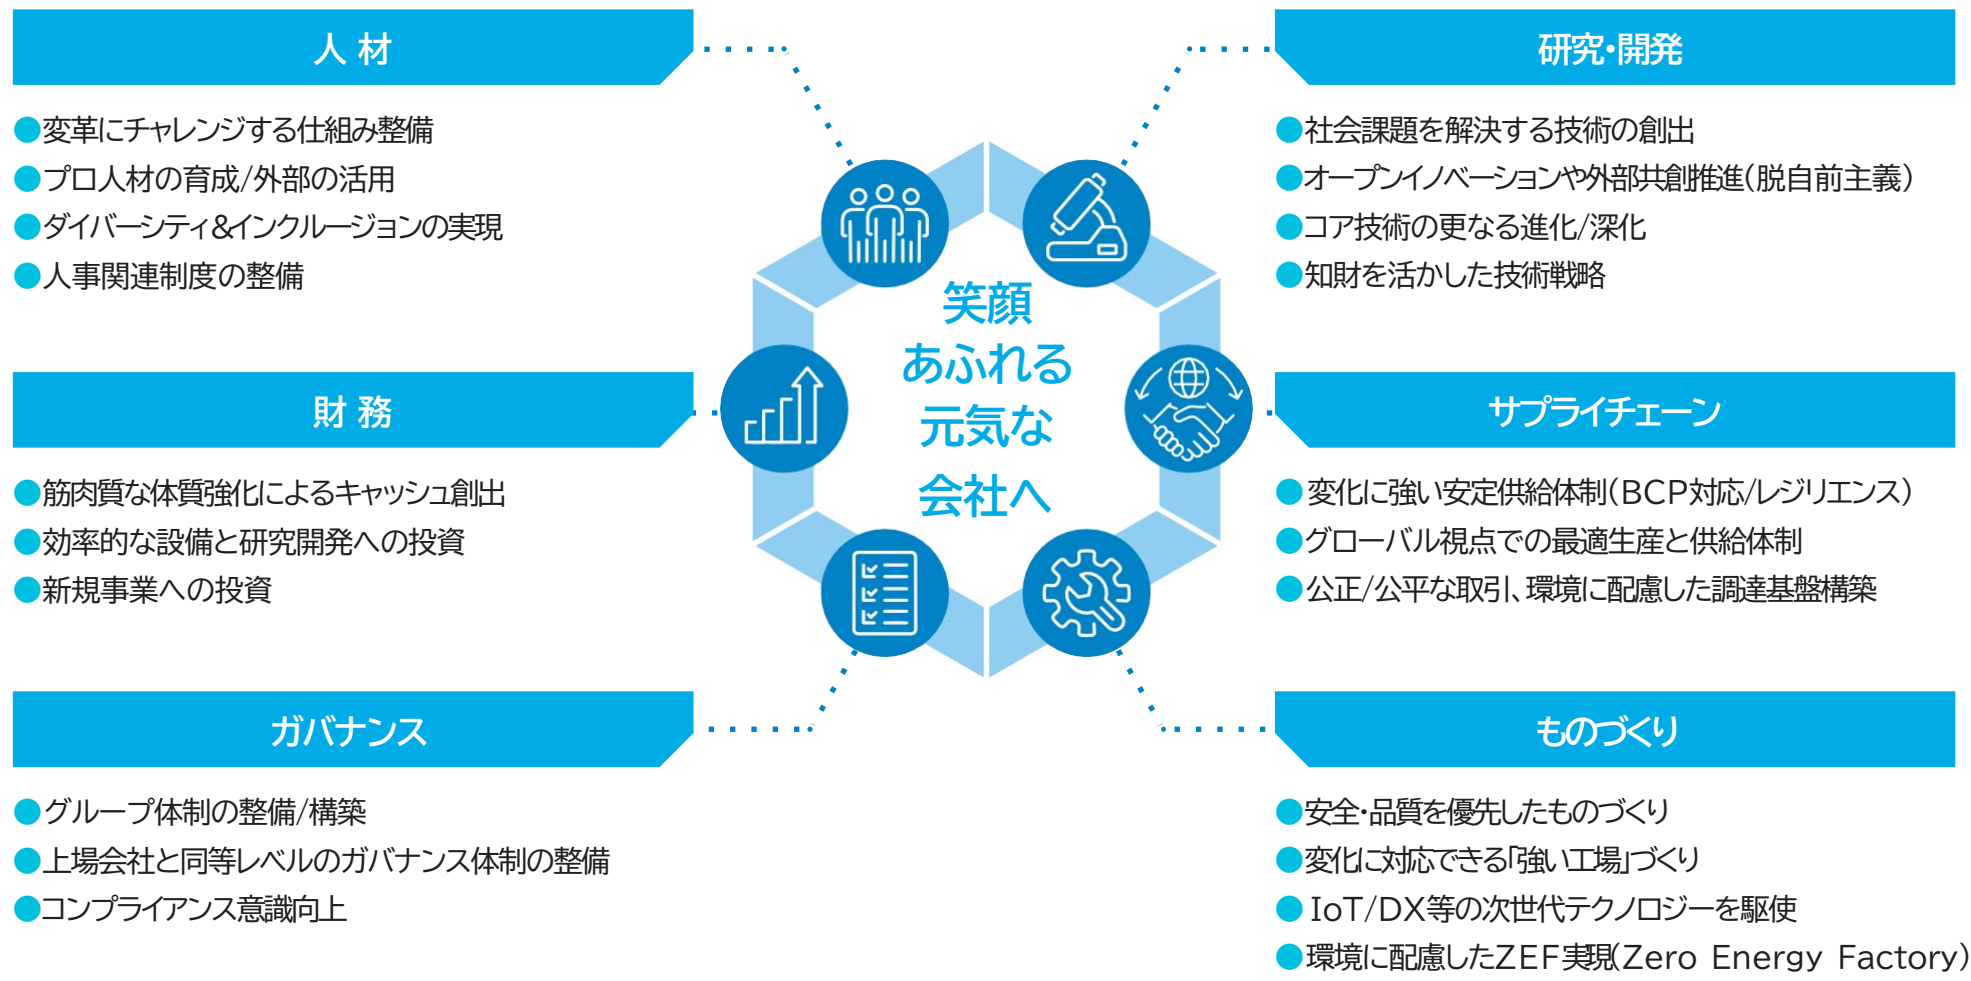 人材
●変革にチャレンジする仕組み整備
●プロ人材の育成/外部の活用
●ダイバーシティ&インクルージョンの実現
●人事関連制度の整備
財務
●筋肉質な体質強化によるキャッシュ創出
●効率的な設備と研究開発への投資
●新規事業への投資
ガバナンス
●グループ体制の整備/構築
●上場会社と同等レベルのガバナンス体制の整備
●コンプライアンス意識向上
笑顔
あふれる
元気な
会社へ
研究・開発
●社会課題を解決する技術の創出
●オープンイノベーションや外部共創推進(脱自前主義)
●コア技術の更なる進化/深化
●知財を活かした技術戦略
サプライチェーン
●変化に強い安定供給体制(BCP対応/レジリエンス)
●グローバル視点での最適生産と供給体制
●公正/公平な取引、環境に配慮した調達基盤構築
ものづくり
●安全・品質を優先したものづくり
●変化に対応できる「強い工場」づくり
●IoT/DX等の次世代テクノロジーを駆使
●環境に配慮したZEF実現(Zero Energy Factory)